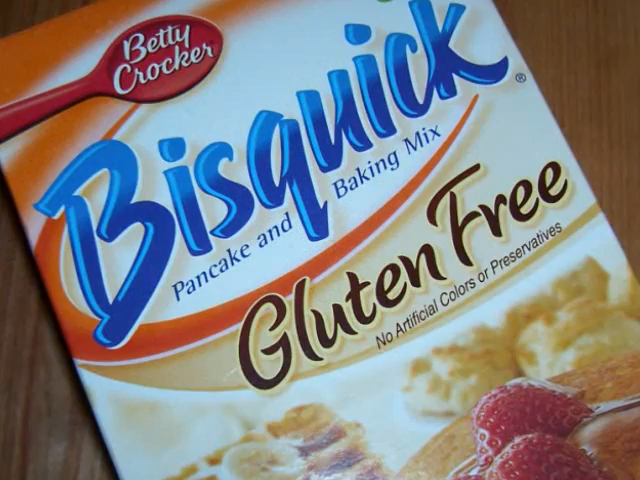 Betty
Crocker
Bisquick
®
Pancake and Baking Mix
Gluten Free
No Artificial Colors or Preservatives